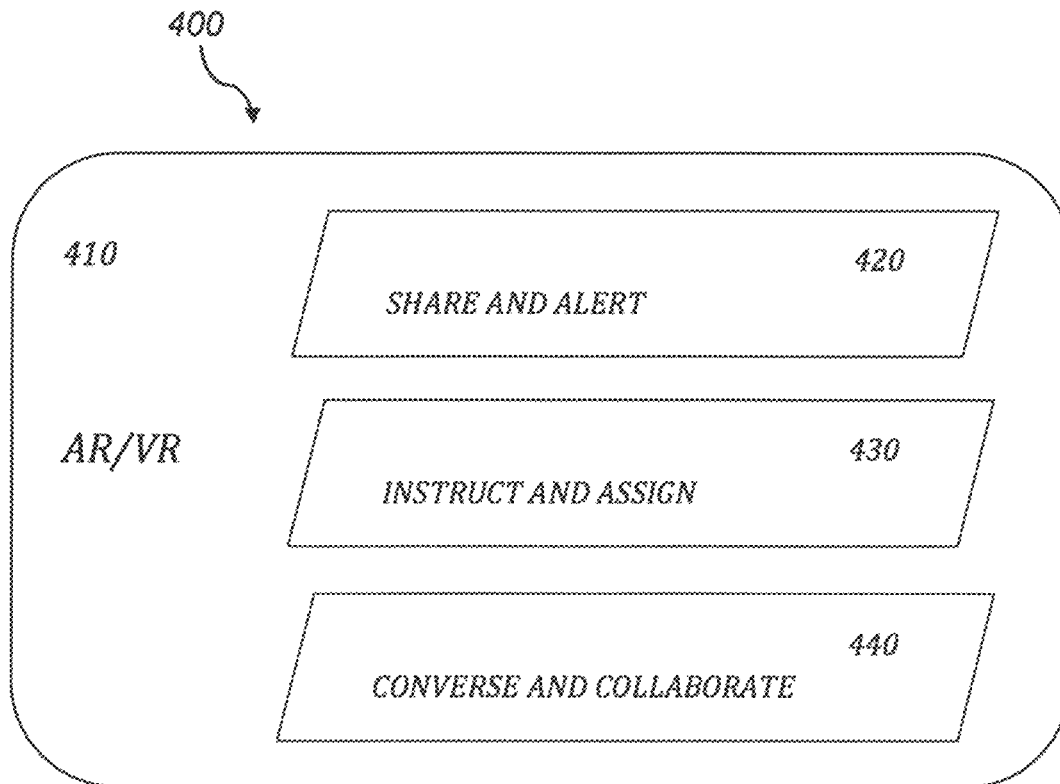 400
410
420
SHARE AND ALERT
AR/VR
430
INSTRUCT AND ASSIGN
440
CONVERSE AND COLLABORATE